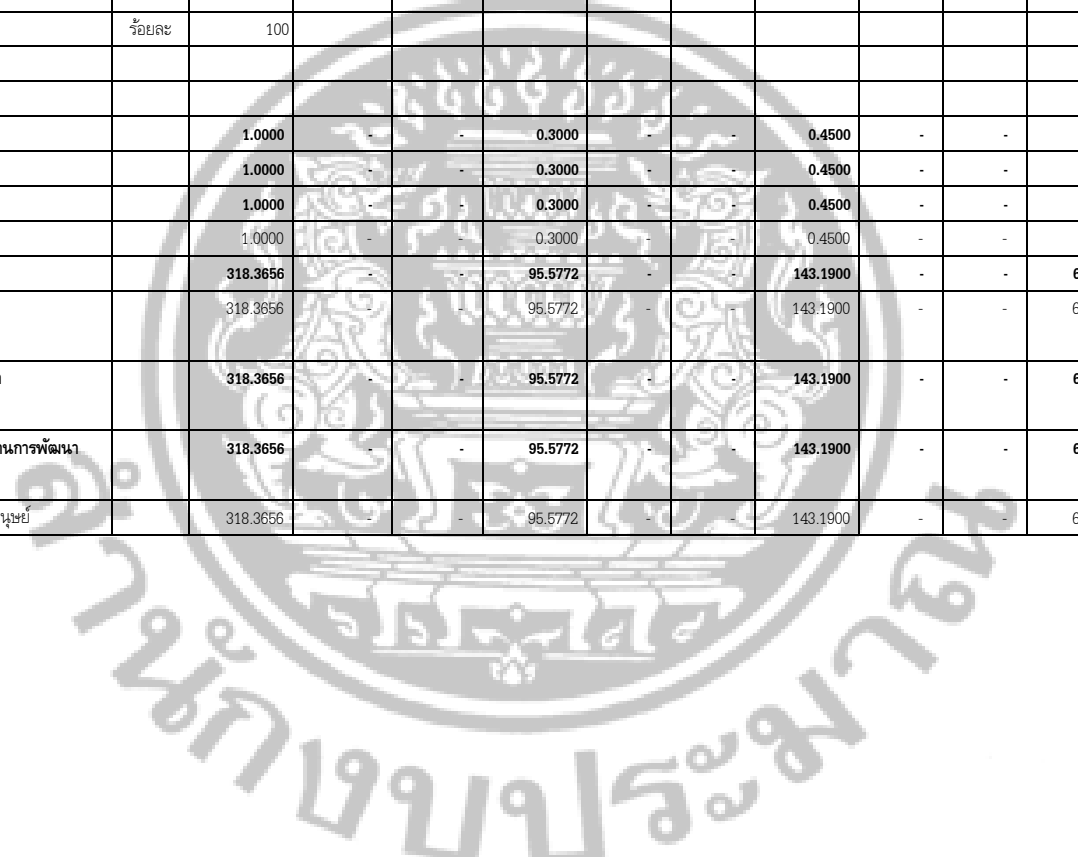 ร้อยละ 100
1.0000 - - 0.3000 - - 0.4500 - -
1.0000 - - 0.3000 - - 0.4500 - -
1.0000 - - 0.3000 - - 0.4500 - -
1.0000 - - 0.3000 - - 0.4500 - -
318.3656 - - 95.5772 - - 143.1900 - - 6
318.3656 - - 95.5772 - - 143.1900 - - 6
318.3656 - - 95.5772 - - 143.1900 - - 6
านการพัฒนา 318.3656 - - 95.5772 - - 143.1900 - - 6
นุษย์ 318.3656 - - 95.5772 - - 143.1900 - - 6
สำนักงบประมาณ